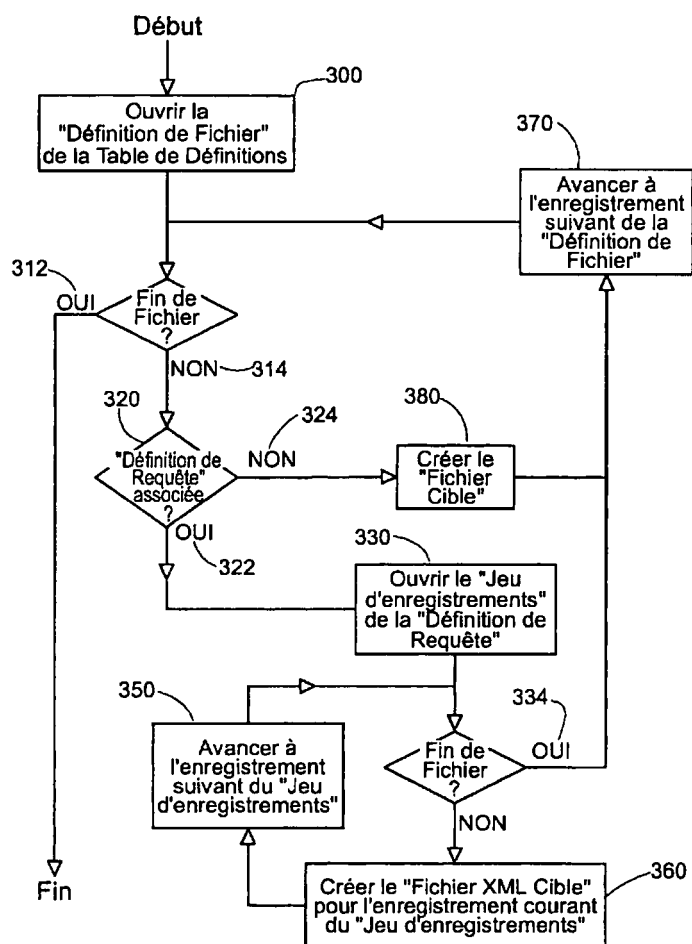 Début
300
Ouvrir la
"Définition de Fichier"
de la Table de Définitions
370
Avancer à
l'enregistrement
suivant de la
"Définition de
Fichier"
312
OUI
Fin de
Fichier
?
NON
314
320
"Définition de
Requête"
associée
?
324
NON
380
Créer le
"Fichier
Cible"
OUI
322
330
Ouvrir le "Jeu
d'enregistrements"
de la "Définition de
Requête"
350
Avancer à
l'enregistrement
suivant du "Jeu
d'enregistrements"
334
Fin de
Fichier
?
OUI
NON
Fin
360
Créer le "Fichier XML Cible"
pour l'enregistrement courant
du "Jeu d'enregistrements"